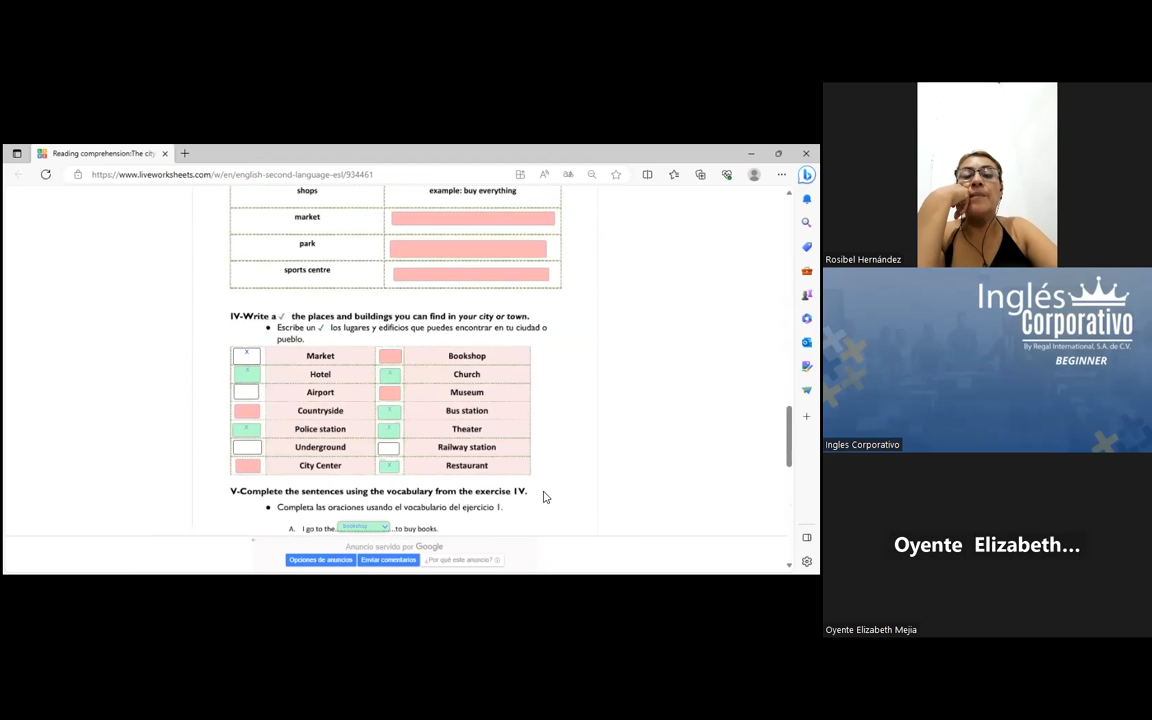 Reading comprehension:The city
https://www.liveworksheets.com/w/en/english-second-language-esl/934461
shops example: buy everything
market
park
sports centre
IV-Write a ✓ the places and buildings you can find in your city or town.
• Escribe un ✓ los lugares y edificios que puedes encontrar en tu ciudad o
pueblo.
x Market Bookshop
x Hotel x Church
Airport Museum
Countryside x Bus station
x Police station x Theater
Underground Railway station
City Center x Restaurant
V-Complete the sentences using the vocabulary from the exercise 1V.
• Completa las oraciones usando el vocabulario del ejercicio 1.
A. I go to the. bookshop ..to buy books.
Anuncio servido por Google
Opciones de anuncios Enviar comentarios ¿Por qué este anuncio?
Rosibel Hernández
Inglés
Corporativo
By Regal International, S.A. de C.V.
BEGINNER
Ingles Corporativo
Oyente Elizabeth...
Oyente Elizabeth Mejia